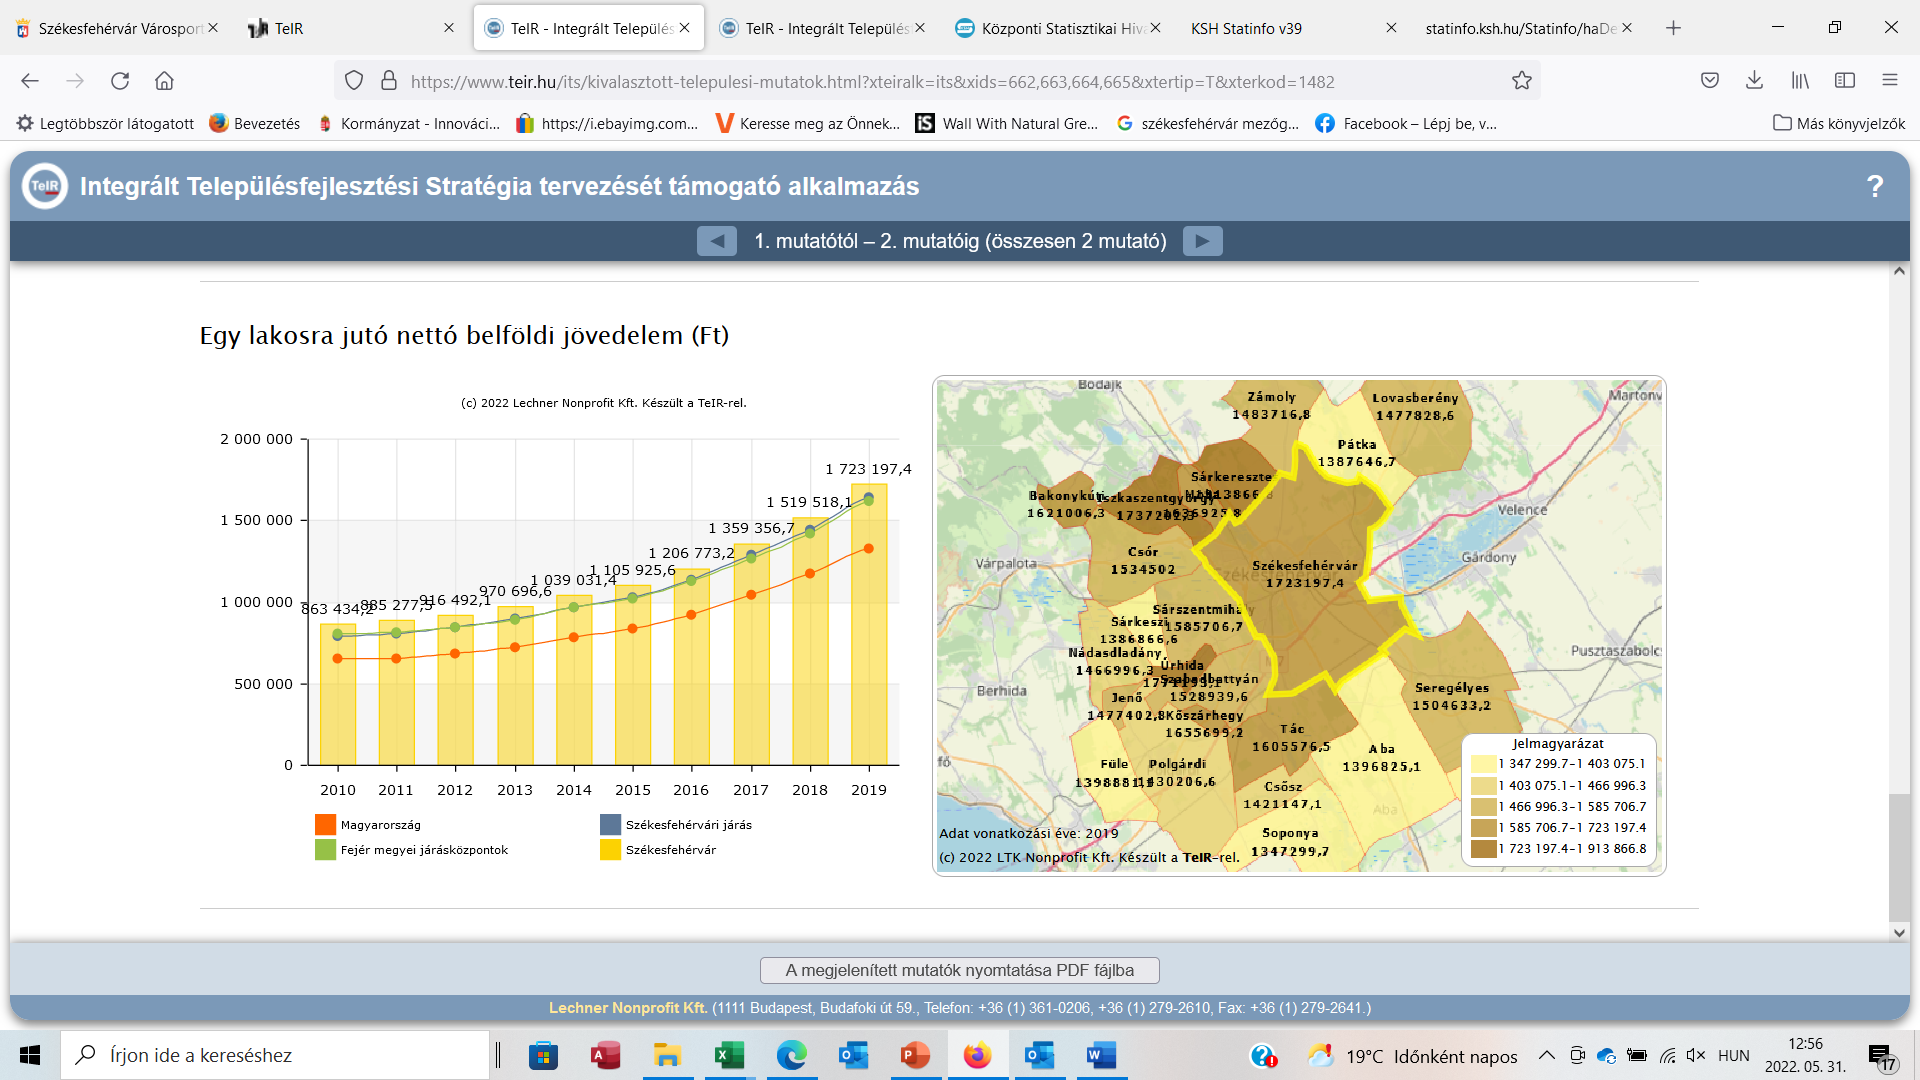 Székesfehérvár Városport
TeIR
TeIR - Integrált Települé
TeIR - Integrált Település
Központi Statisztikai Hiva
KSH Statinfo v39
statinfo.ksh.hu/Statinfo/haDe
https://www.teir.hu/its/kivalasztott-telepulesi-mutatok.html?xteiralk=its&xids=662,663,664,665&xtertip=T&xterkod=1482
Legtöbbször látogatott
Bevezetés
Kormányzat - Innováci...
https://i.ebayimg.com...
Keresse meg az Önnek...
Wall With Natural Gre...
székesfehérvár mezőg...
Facebook – Lépj be, v...
Más könyvjelzők
TeIR
Integrált Településfejlesztési Stratégia tervezését támogató alkalmazás
?
1. mutatótól – 2. mutatóig (összesen 2 mutató)
Egy lakosra jutó nettó belföldi jövedelem (Ft)
(c) 2022 Lechner Nonprofit Kft. Készült a TeIR-rel.
2 000 000
1 500 000
1 000 000
500 000
0
863 434,2
885 277,5
916 492,1
970 696,6
1 039 031,4
1 105 925,6
1 206 773,2
1 359 356,7
1 519 518,1
1 723 197,4
2010 2011 2012 2013 2014 2015 2016 2017 2018 2019
Magyarország
Székesfehérvári járás
Fejér megyei járásközpontok
Székesfehérvár
Bodajk
Martonv
Zámoly
1483716,8
Lovasberény
1477828,6
Pátka
1387646,7
Sárkereszte
Bakonykúti
1621006,3
Iszkaszentgyörgy
Velence
Gárdony
Várpalota
Csór
1534502
Székesfehérvár
1723197,4
Sárszentmihály
1585706,7
Sárkeszi
1386866,6
Nádasdladány
1466996,3
Úrhida
Szabadbattyán
1528939,6
Pusztaszabolcs
Berhida
Jenő
1477402,8
Kőszárhegy
1655699,2
Seregélyes
1504633,2
Tác
1605576,5
Aba
1396825,1
Füle
Polgárdi
1430206,6
Csősz
1421147,1
Aba
Soponya
1347299,7
Adat vonatkozási éve: 2019
(c) 2022 LTK Nonprofit Kft. Készült a TeIR-rel.
Jelmagyarázat
1 347 299.7-1 403 075.1
1 403 075.1-1 466 996.3
1 466 996.3-1 585 706.7
1 585 706.7-1 723 197.4
1 723 197.4-1 913 866.8
A megjelenített mutatók nyomtatása PDF fájlba
Lechner Nonprofit Kft. (1111 Budapest, Budafoki út 59., Telefon: +36 (1) 361-0206, +36 (1) 279-2610, Fax: +36 (1) 279-2641.)
Írjon ide a kereséshez
19°C Időnként napos
HUN
12:56
2022. 05. 31.
17